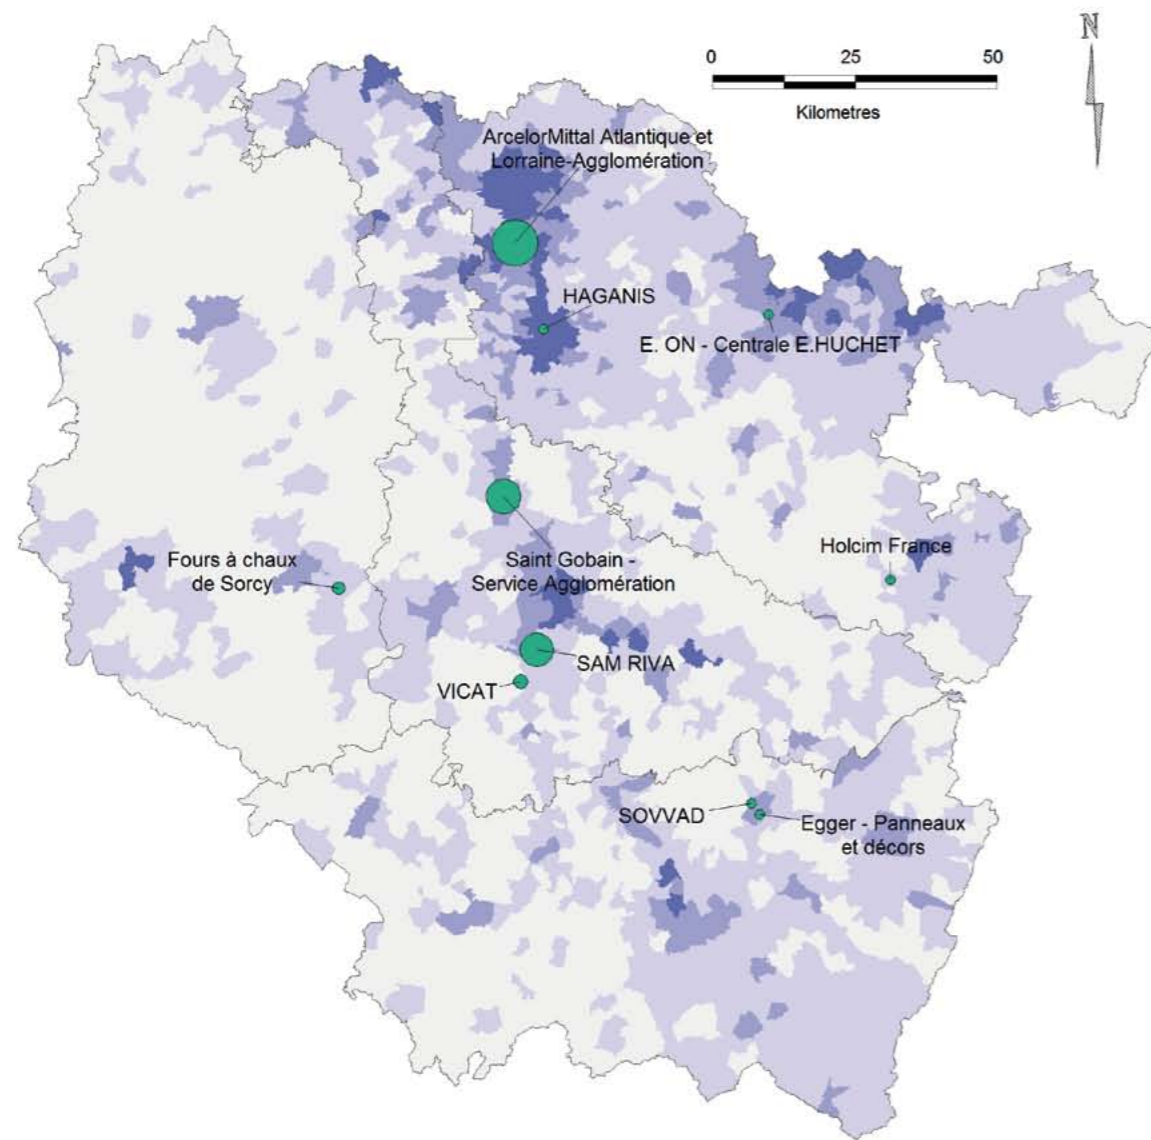 N
0 25 50
Kilometres
ArcelorMittal Atlantique et
Lorraine-Agglomération
HAGANIS
E. ON - Centrale E.HUCHET
Saint Gobain -
Service Agglomération
Holcim France
Fours à chaux
de Sorcy
SAM RIVA
VICAT
SOVVAD
Egger - Panneaux
et décors